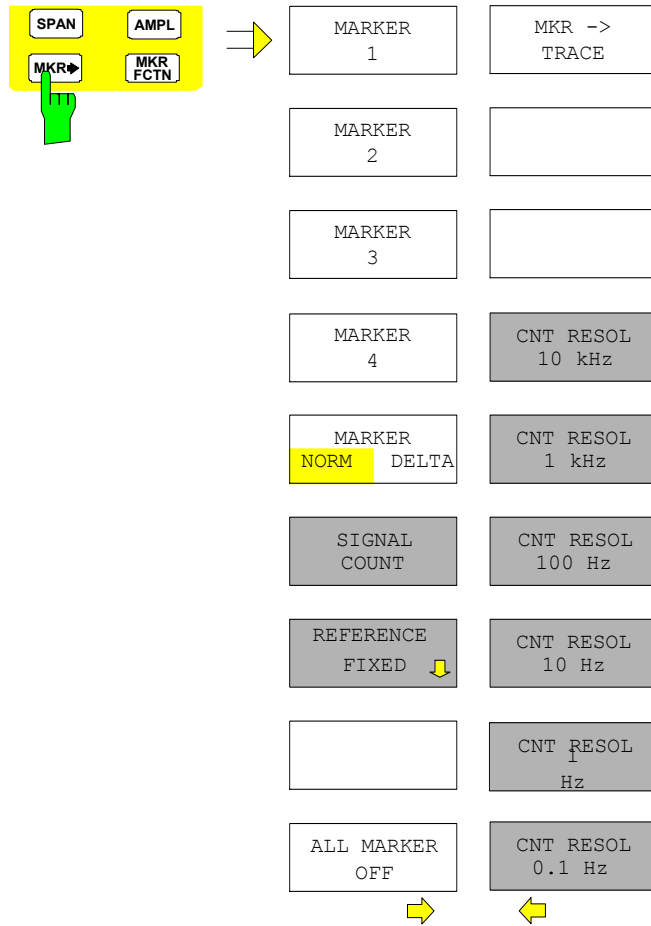 SPAN
AMPL
MKR
MKR
FCTN
MARKER
1
MARKER
2
MARKER
3
MARKER
4
MARKER
NORM DELTA
SIGNAL
COUNT
REFERENCE
FIXED
ALL MARKER
OFF
MKR ->
TRACE
CNT RESOL
10 kHz
CNT RESOL
1 kHz
CNT RESOL
100 Hz
CNT RESOL
10 Hz
CNT RESOL
1
Hz
CNT RESOL
0.1 Hz